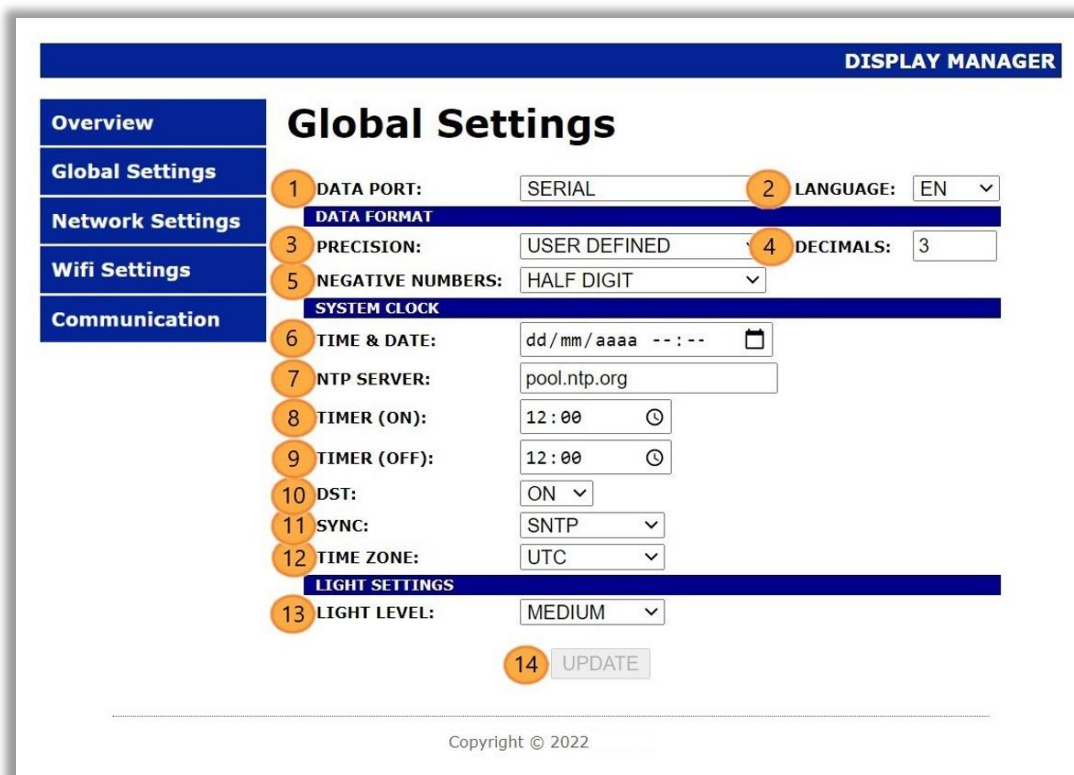 DISPLAY MANAGER
Overview
Global Settings
Network Settings
Wifi Settings
Communication
Global Settings
1 DATA PORT: SERIAL 2 LANGUAGE: EN
DATA FORMAT
3 PRECISION: USER DEFINED 4 DECIMALS: 3
5 NEGATIVE NUMBERS: HALF DIGIT
SYSTEM CLOCK
6 TIME & DATE: dd/mm/aaaa --:--
7 NTP SERVER: pool.ntp.org
8 TIMER (ON): 12:00
9 TIMER (OFF): 12:00
10 DST: ON
11 SYNC: SNTP
12 TIME ZONE: UTC
LIGHT SETTINGS
13 LIGHT LEVEL: MEDIUM
14 UPDATE
Copyright © 2022